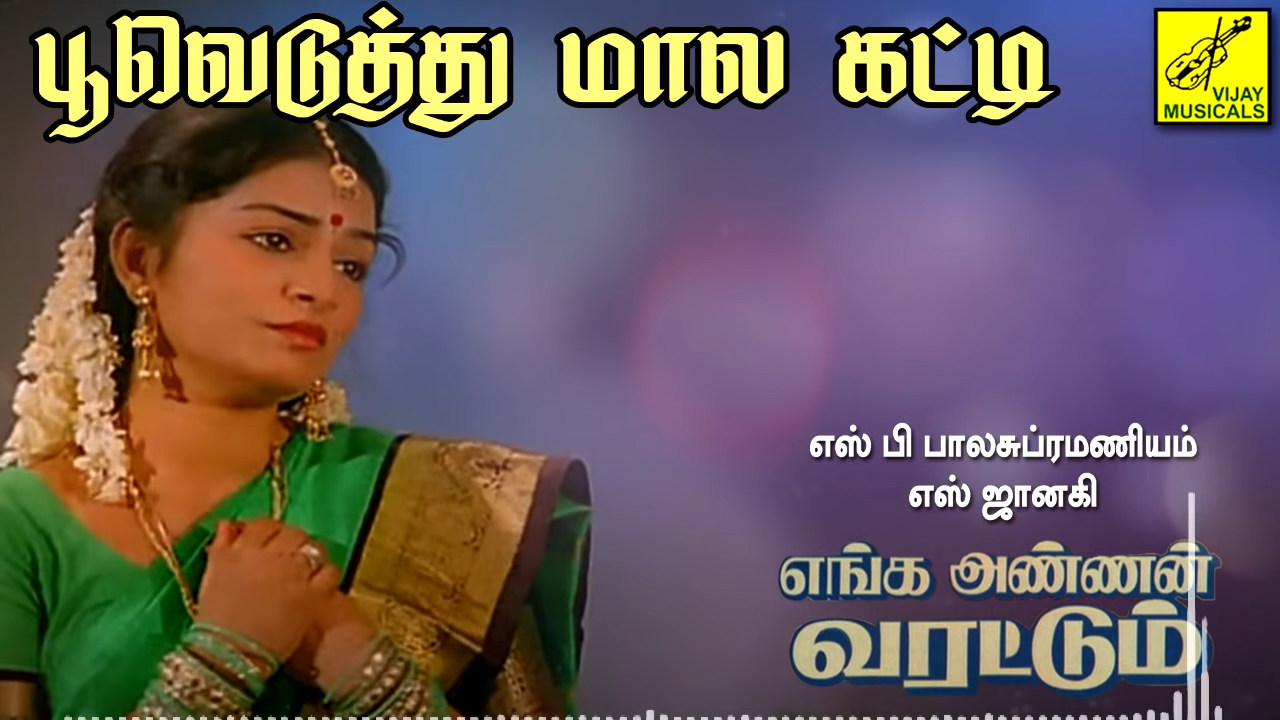 பூவெடுத்து மால கட்டி
VIJAY
MUSICALS
எஸ் பி பாலசுப்ரமணியம்
எஸ் ஜானகி
எங்க அண்ணன்
வரட்டும்